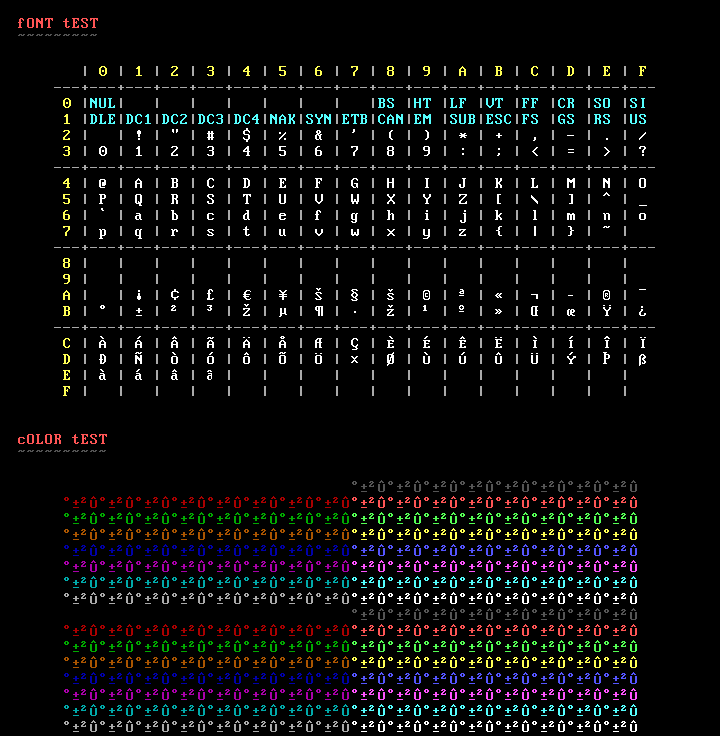 fONT tEST
~~~~~~~~~
| 0 | 1 | 2 | 3 | 4 | 5 | 6 | 7 | 8 | 9 | A | B | C | D | E | F
---+---+---+---+---+---+---+---+---+---+---+---+---+---+---+---+---
0 |NUL| | | | | | | |BS |HT |LF |VT |FF |CR |SO |SI
1 |DLE|DC1|DC2|DC3|DC4|NAK|SYN|ETB|CAN|EM |SUB|ESC|FS |GS |RS |US
2 | | ! | " | # | $ | % | & | ' | ( | ) | * | + | , | - | . | /
3 | 0 | 1 | 2 | 3 | 4 | 5 | 6 | 7 | 8 | 9 | : | ; | < | = | > | ?
---+---+---+---+---+---+---+---+---+---+---+---+---+---+---+---+---
4 | @ | A | B | C | D | E | F | G | H | I | J | K | L | M | N | O
5 | P | Q | R | S | T | U | V | W | X | Y | Z | [ | \ | ] | ^ | _
6 | ` | a | b | c | d | e | f | g | h | i | j | k | l | m | n | o
7 | p | q | r | s | t | u | v | w | x | y | z | { | | | } | ~ |
---+---+---+---+---+---+---+---+---+---+---+---+---+---+---+---+---
8 | | | | | | | | | | | | | | | |
9 | | | | | | | | | | | | | | | |
A | | ¡ | ¢ | £ | € | ¥ | Š | § | š | © | ª | « | ¬ | - | ® | ¯
B | ° | ± | ² | ³ | Ž | µ | ¶ | · | ž | ¹ | º | » | Œ | œ | Ÿ | ¿
---+---+---+---+---+---+---+---+---+---+---+---+---+---+---+---+---
C | À | Á | Â | Ã | Ä | Å | Æ | Ç | È | É | Ê | Ë | Ì | Í | Î | Ï
D | Ð | Ñ | Ò | Ó | Ô | Õ | Ö | × | Ø | Ù | Ú | Û | Ü | Ý | Þ | ß
E | à | á | â | ã | | | | | | | | | | | |
F | | | | | | | | | | | | | | | |
cOLOR tEST
~~~~~~~~~~
°±²Û°±²Û°±²Û°±²Û°±²Û°±²Û°±²Û°±²Û
°±²Û°±²Û°±²Û°±²Û°±²Û°±²Û°±²Û°±²Û°±²Û°±²Û°±²Û°±²Û°±²Û°±²Û°±²Û°±²Û
°±²Û°±²Û°±²Û°±²Û°±²Û°±²Û°±²Û°±²Û°±²Û°±²Û°±²Û°±²Û°±²Û°±²Û°±²Û°±²Û
°±²Û°±²Û°±²Û°±²Û°±²Û°±²Û°±²Û°±²Û°±²Û°±²Û°±²Û°±²Û°±²Û°±²Û°±²Û°±²Û
°±²Û°±²Û°±²Û°±²Û°±²Û°±²Û°±²Û°±²Û°±²Û°±²Û°±²Û°±²Û°±²Û°±²Û°±²Û°±²Û
°±²Û°±²Û°±²Û°±²Û°±²Û°±²Û°±²Û°±²Û°±²Û°±²Û°±²Û°±²Û°±²Û°±²Û°±²Û°±²Û
°±²Û°±²Û°±²Û°±²Û°±²Û°±²Û°±²Û°±²Û°±²Û°±²Û°±²Û°±²Û°±²Û°±²Û°±²Û°±²Û
°±²Û°±²Û°±²Û°±²Û°±²Û°±²Û°±²Û°±²Û°±²Û°±²Û°±²Û°±²Û°±²Û°±²Û°±²Û°±²Û
°±²Û°±²Û°±²Û°±²Û°±²Û°±²Û°±²Û°±²Û
°±²Û°±²Û°±²Û°±²Û°±²Û°±²Û°±²Û°±²Û°±²Û°±²Û°±²Û°±²Û°±²Û°±²Û°±²Û°±²Û
°±²Û°±²Û°±²Û°±²Û°±²Û°±²Û°±²Û°±²Û°±²Û°±²Û°±²Û°±²Û°±²Û°±²Û°±²Û°±²Û
°±²Û°±²Û°±²Û°±²Û°±²Û°±²Û°±²Û°±²Û°±²Û°±²Û°±²Û°±²Û°±²Û°±²Û°±²Û°±²Û
°±²Û°±²Û°±²Û°±²Û°±²Û°±²Û°±²Û°±²Û°±²Û°±²Û°±²Û°±²Û°±²Û°±²Û°±²Û°±²Û
°±²Û°±²Û°±²Û°±²Û°±²Û°±²Û°±²Û°±²Û°±²Û°±²Û°±²Û°±²Û°±²Û°±²Û°±²Û°±²Û
°±²Û°±²Û°±²Û°±²Û°±²Û°±²Û°±²Û°±²Û°±²Û°±²Û°±²Û°±²Û°±²Û°±²Û°±²Û°±²Û
°±²Û°±²Û°±²Û°±²Û°±²Û°±²Û°±²Û°±²Û°±²Û°±²Û°±²Û°±²Û°±²Û°±²Û°±²Û°±²Û